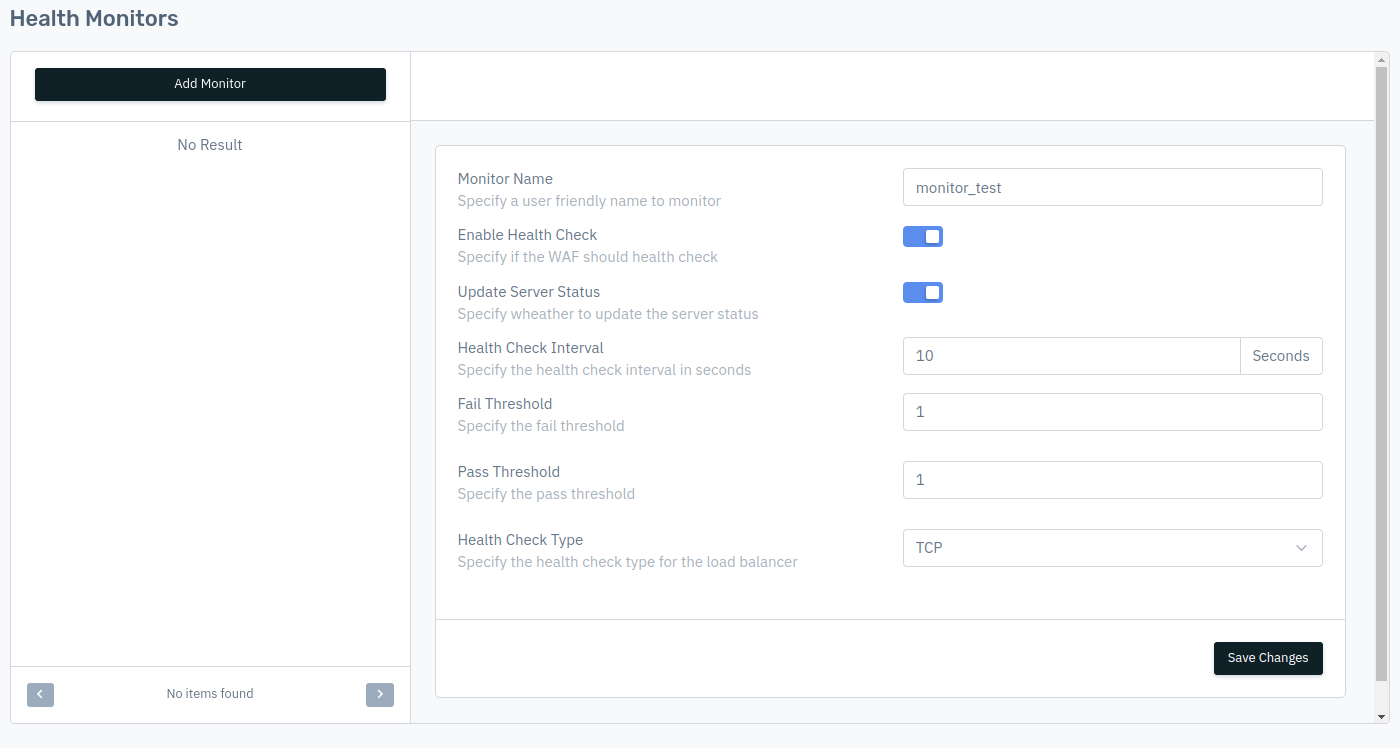 Health Monitors
Add Monitor
No Result
No items found
Monitor Name
Specify a user friendly name to monitor
monitor_test
Enable Health Check
Specify if the WAF should health check
Update Server Status
Specify wheather to update the server status
Health Check Interval
Specify the health check interval in seconds
10 Seconds
Fail Threshold
Specify the fail threshold
1
Pass Threshold
Specify the pass threshold
1
Health Check Type
Specify the health check type for the load balancer
TCP
Save Changes